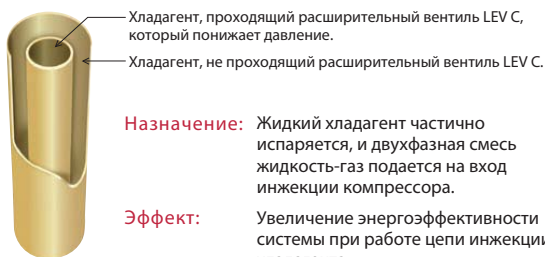 Хладагент, проходящий расширительный вентиль LEV C,
который понижает давление.
Хладагент, не проходящий расширительный вентиль LEV C.
Назначение: Жидкий хладагент частично
испаряется, и двухфазная смесь
жидкость-газ подается на вход
инжекции компрессора.
Эффект: Увеличение энергоэффективности
системы при работе цепи инжекции